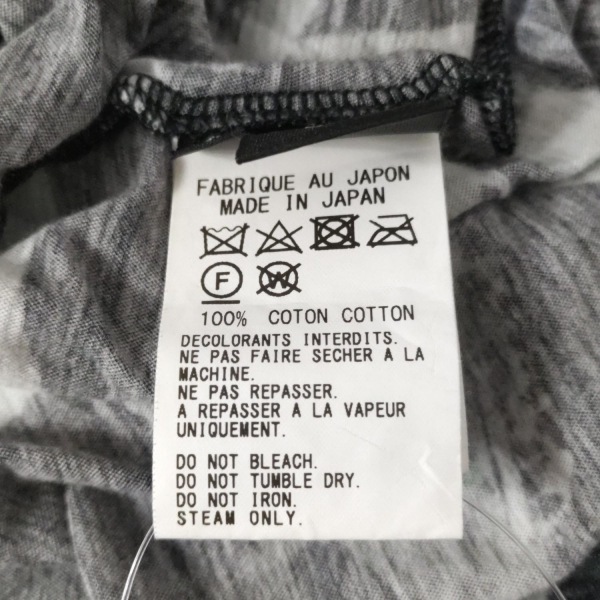 FABRIQUE AU JAPON
MADE IN JAPAN
F W
100% COTON COTTON
DECOLORANTS INTERDITS.
NE PAS FAIRE SECHER A LA
MACHINE.
NE PAS REPASSER.
A REPASSER A LA VAPEUR
UNIQUEMENT.
DO NOT BLEACH.
DO NOT TUMBLE DRY.
DO NOT IRON.
STEAM ONLY.